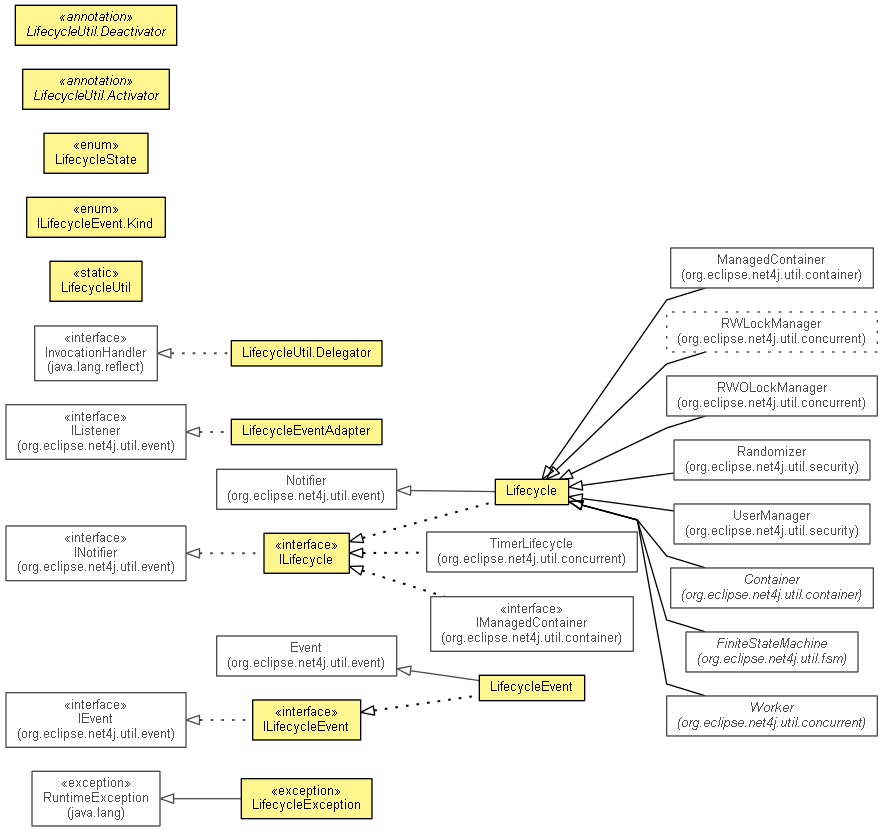 «annotation»
LifecycleUtil.Deactivator
«annotation»
LifecycleUtil.Activator
«enum»
LifecycleState
«enum»
ILifecycleEvent.Kind
«static»
LifecycleUtil
«interface»
InvocationHandler
(java.lang.reflect)
LifecycleUtil.Delegator
«interface»
IListener
(org.eclipse.net4j.util.event)
LifecycleEventAdapter
Notifier
(org.eclipse.net4j.util.event)
Lifecycle
«interface»
INotifier
(org.eclipse.net4j.util.event)
«interface»
ILifecycle
TimerLifecycle
(org.eclipse.net4j.util.concurrent)
«interface»
IManagedContainer
(org.eclipse.net4j.util.container)
Event
(org.eclipse.net4j.util.event)
LifecycleEvent
«interface»
IEvent
(org.eclipse.net4j.util.event)
«interface»
ILifecycleEvent
«exception»
RuntimeException
(java.lang)
«exception»
LifecycleException
ManagedContainer
(org.eclipse.net4j.util.container)
RWLockManager
(org.eclipse.net4j.util.concurrent)
RWOLockManager
(org.eclipse.net4j.util.concurrent)
Randomizer
(org.eclipse.net4j.util.security)
UserManager
(org.eclipse.net4j.util.security)
Container
(org.eclipse.net4j.util.container)
FiniteStateMachine
(org.eclipse.net4j.util.fsm)
Worker
(org.eclipse.net4j.util.concurrent)